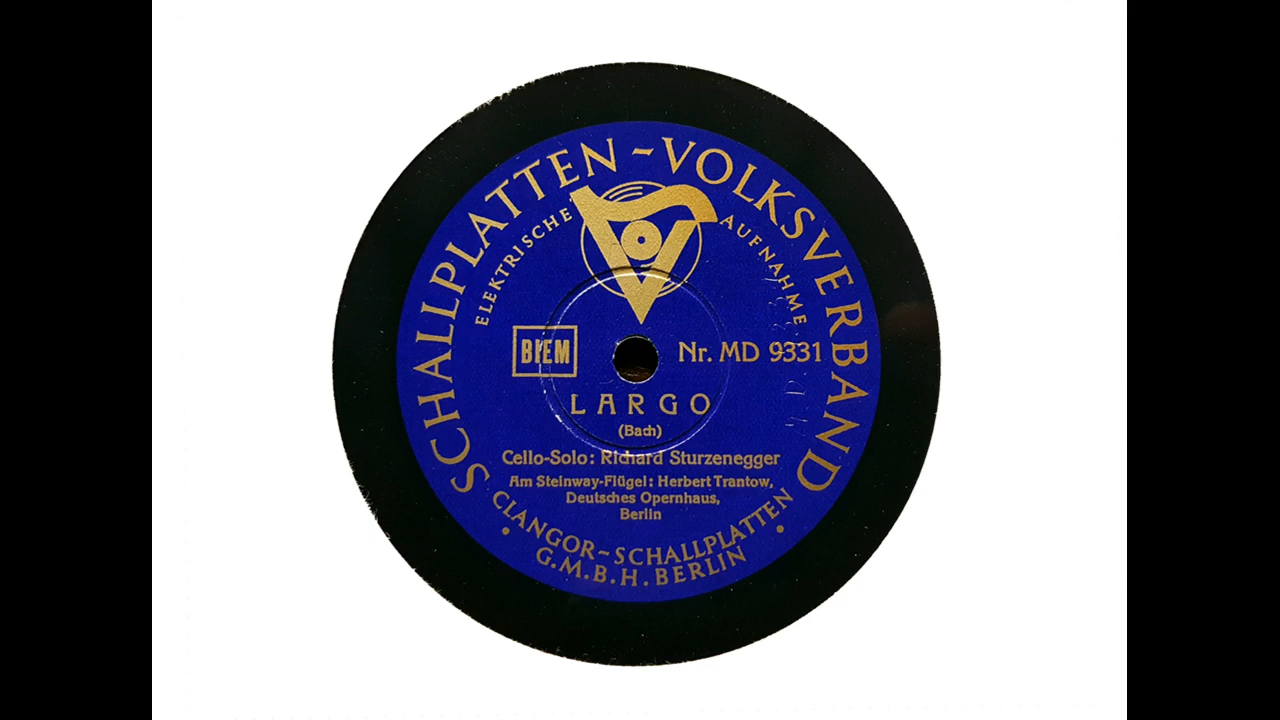 SCHALLPLATTEN-VOLKSVERBAND
ELEKTRISCHE AUFNAHME
BIEM
Nr. MD 9331
LARGO
(Bach)
Cello-Solo: Richard Sturzenegger
Am Steinway-Flügel: Herbert Trantow,
Deutsches Opernhaus,
Berlin
• CLANGOR-SCHALLPLATTEN •
G.M.B.H. BERLIN